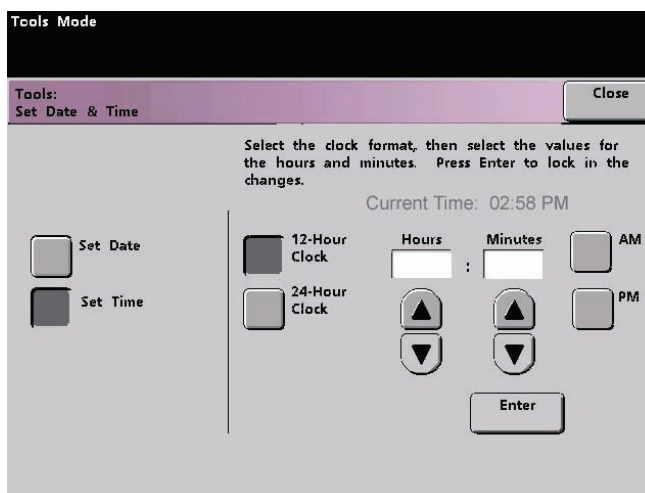 Tools Mode
Tools:
Set Date & Time
Close
Select the clock format, then select the values for
the hours and minutes. Press Enter to lock in the
changes.
Current Time: 02:58 PM
Set Date
Set Time
12-Hour
Clock
24-Hour
Clock
Hours
Minutes
:
AM
PM
Enter